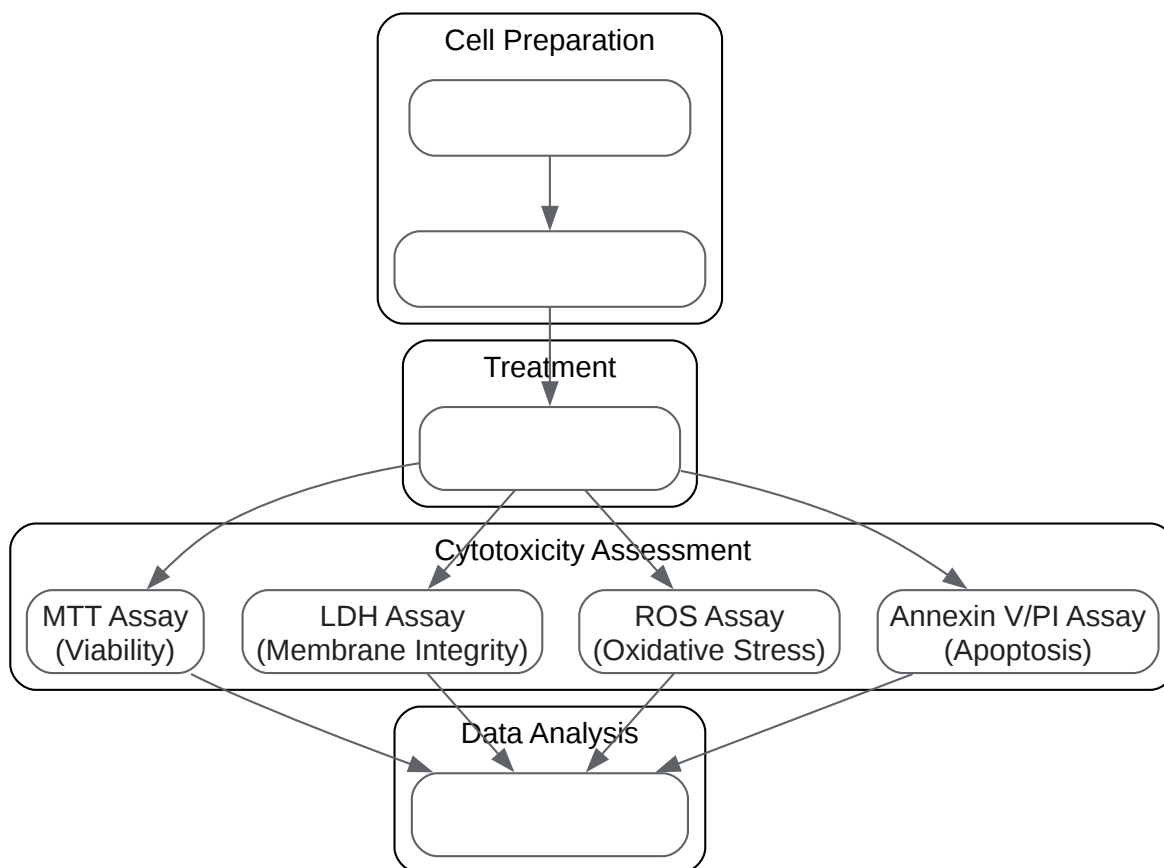 Cell Preparation
Treatment
Cytotoxicity Assessment
MTT Assay
(Viability)
LDH Assay
(Membrane Integrity)
ROS Assay
(Oxidative Stress)
Annexin V/PI Assay
(Apoptosis)
Data Analysis